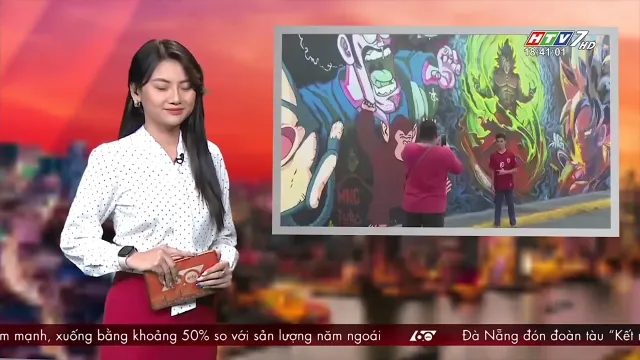 HTV7 HD
18:41:01
m mạnh, xuống bằng khoảng 50% so với sản lượng năm ngoái
60
Đà Nẵng đón đoàn tàu “Kết n